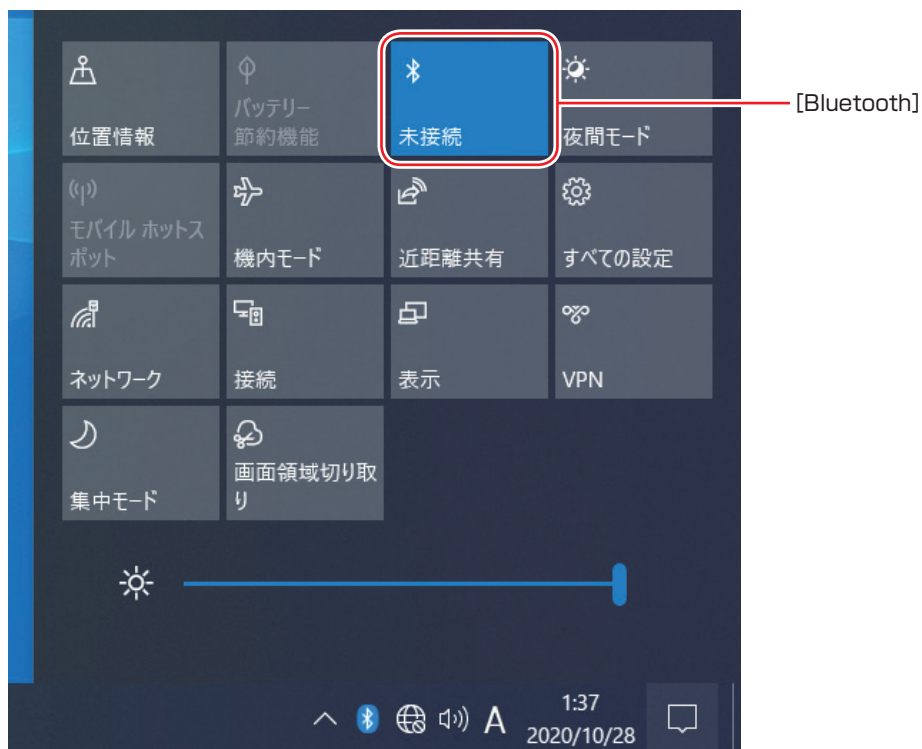 位置情報
バッテリー
節約機能
未接続
夜間モード
[Bluetooth]
モバイル ホットス
ポット
機内モード
近距離共有
すべての設定
ネットワーク
接続
表示
VPN
集中モード
画面領域切り取
り
A
1:37
2020/10/28